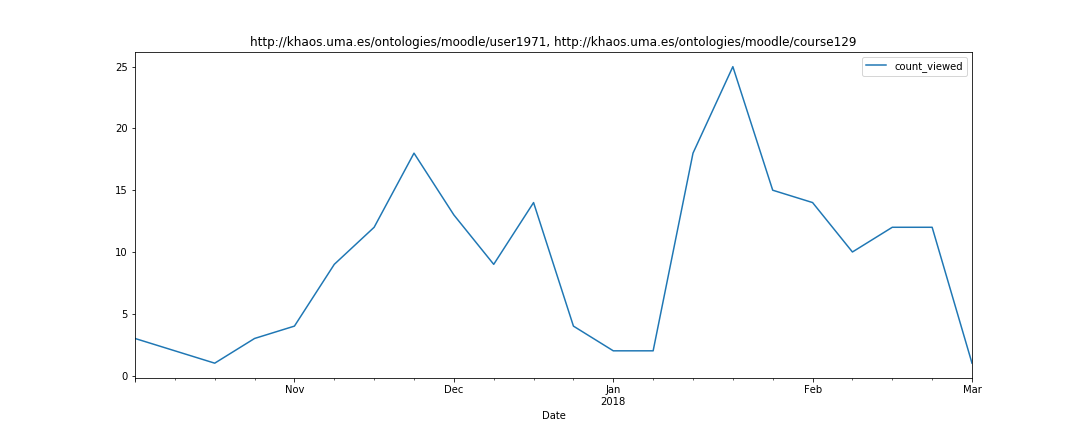 http://khaos.uma.es/ontologies/moodle/user1971, http://khaos.uma.es/ontologies/moodle/course129
count_viewed
25
20
15
10
5
0
Nov
Dec
Jan
2018
Feb
Mar
Date